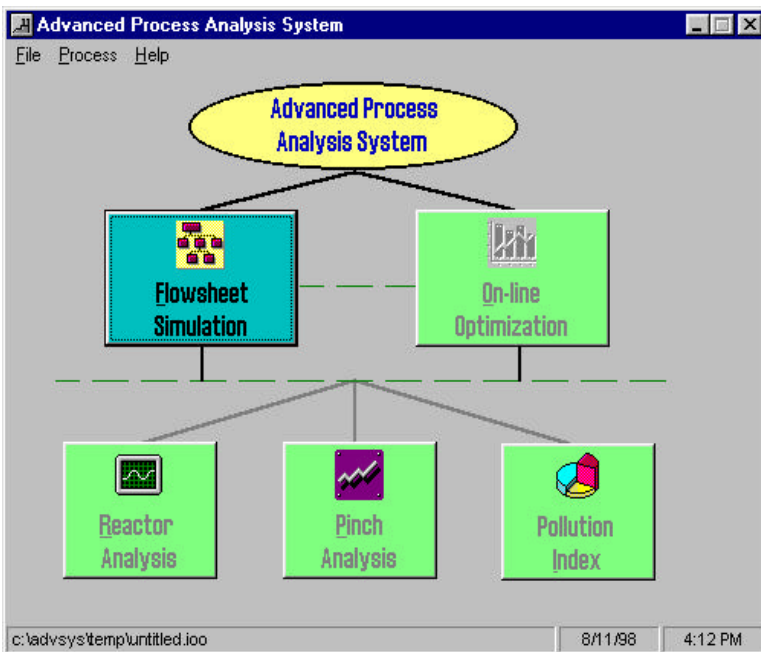 Advanced Process Analysis System
File Process Help
Advanced Process
Analysis System
Flowsheet
Simulation
On-line
Optimization
Reactor
Analysis
Pinch
Analysis
Pollution
Index
c:\advsys\temp\untitled.ioo
8/11/98
4:12 PM